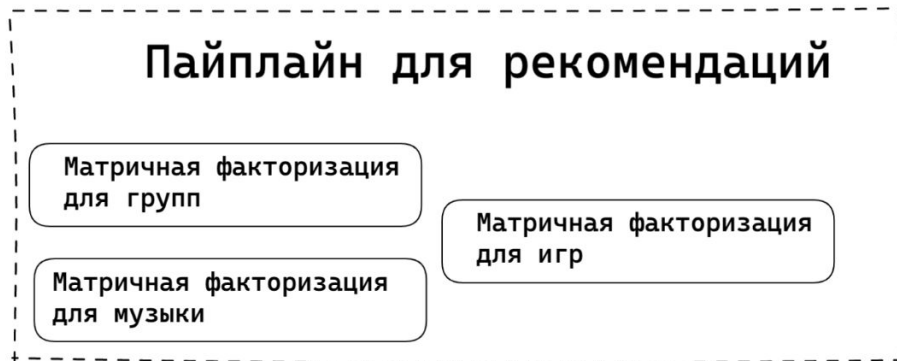 Пайплайн для рекомендаций
Матричная факторизация
для групп
Матричная факторизация
для игр
Матричная факторизация
для музыки